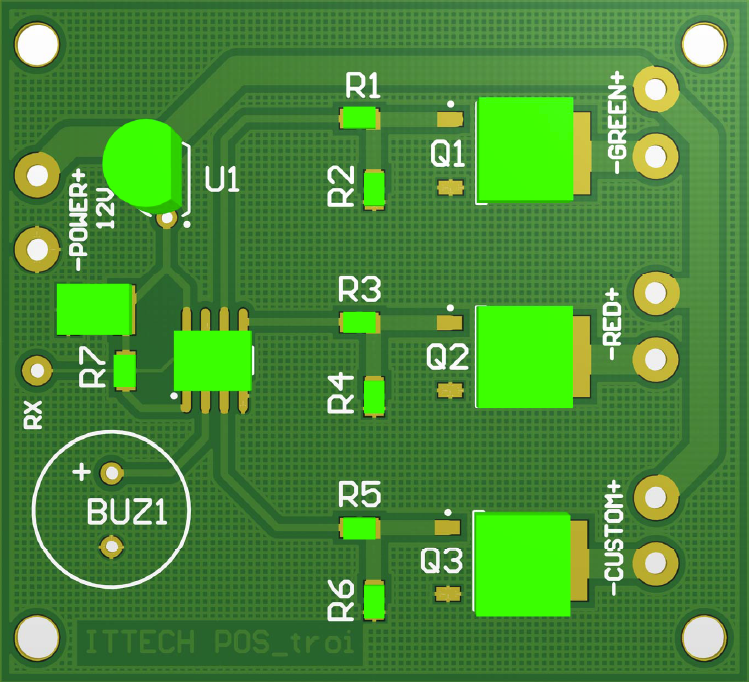 R1
-GREEN+
Q1
R2
U1
-POWER+
12V
R3
-RED+
Q2
R7
R4
RX
+
BUZ1
R5
-CUSTOM+
Q3
R6
ITTECH POS_troi